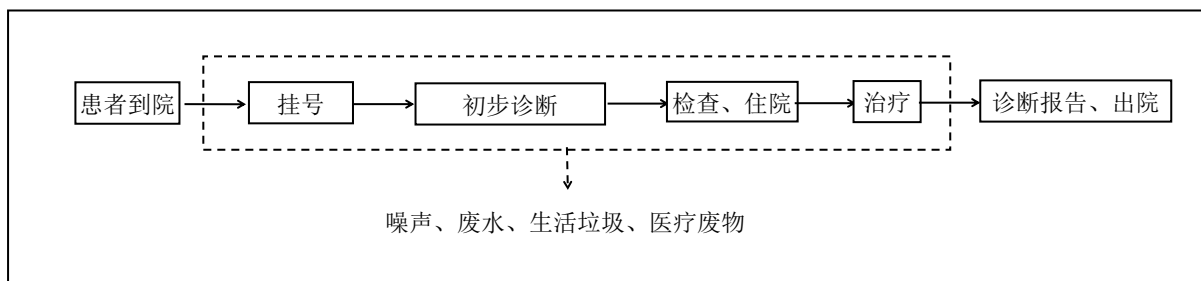 患者到院
挂号
初步诊断
检查、住院
治疗
诊断报告、出院
噪声、废水、生活垃圾、医疗废物